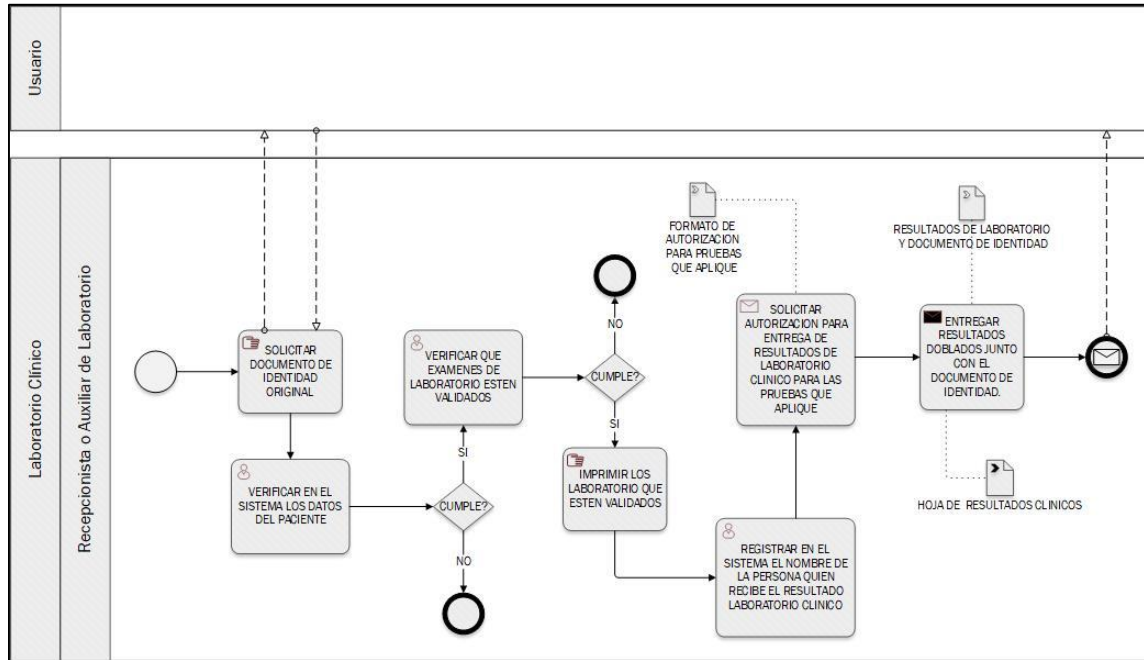 Usuario
Laboratorio Clínico
Recepcionista o Auxiliar de Laboratorio
SOLICITAR
DOCUMENTO DE
IDENTIDAD
ORIGINAL
VERIFICAR EN EL
SISTEMA LOS DATOS
DEL PACIENTE
CUMPLE?
SI
NO
VERIFICAR QUE
EXAMENES DE
LABORATORIO ESTEN
VALIDADOS
CUMPLE?
NO
SI
IMPRIMIR LOS
LABORATORIO QUE
ESTEN VALIDADOS
REGISTRAR EN EL
SISTEMA EL NOMBRE DE
LA PERSONA QUIEN
RECIBE EL RESULTADO
LABORATORIO CLINICO
FORMATO DE
AUTORIZACION
PARA PRUEBAS
QUE APLIQUE
SOLICITAR
AUTORIZACION PARA
ENTREGA DE
RESULTADOS DE
LABORATORIO
CLINICO PARA LAS
PRUEBAS QUE
APLIQUE
RESULTADOS DE LABORATORIO
Y DOCUMENTO DE IDENTIDAD
ENTREGAR
RESULTADOS
DOBLADOS JUNTO
CON EL
DOCUMENTO DE
IDENTIDAD.
HOJA DE RESULTADOS CLINICOS